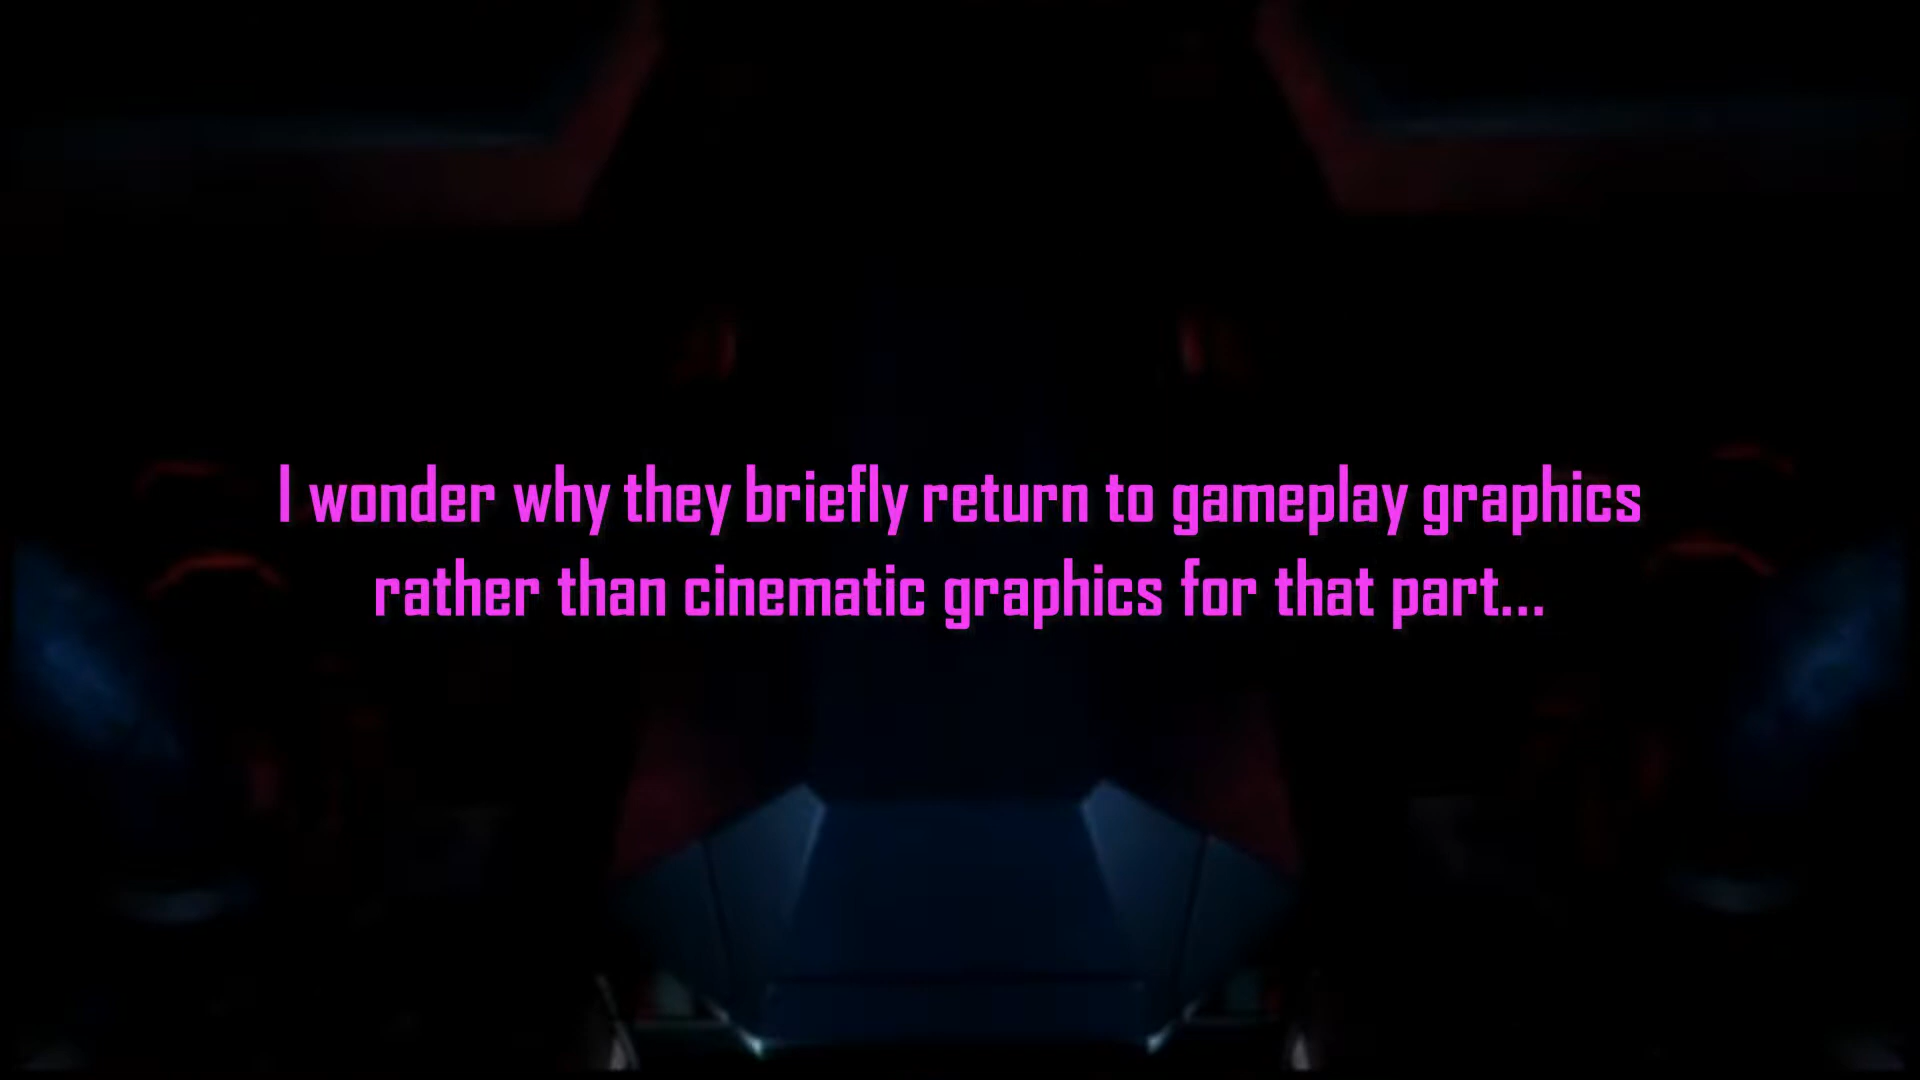 I wonder why they briefly return to gameplay graphics
rather than cinematic graphics for that part...